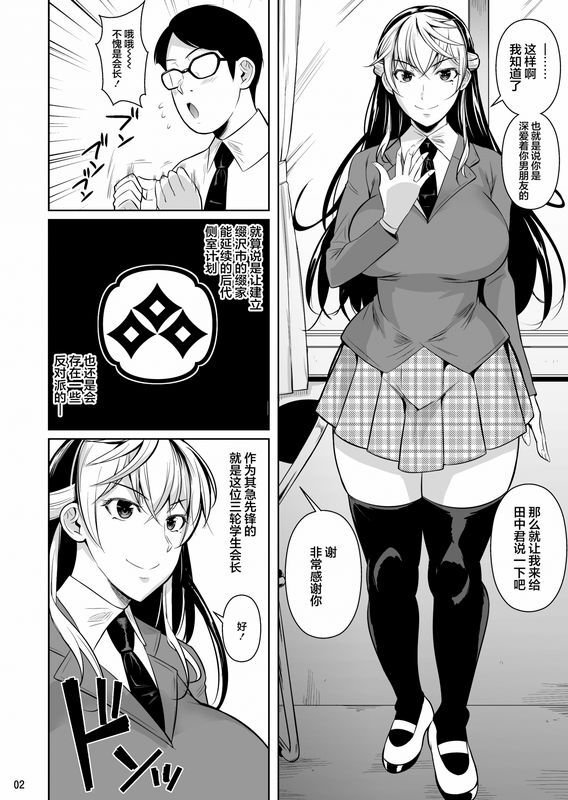 ——………
这样啊
我知道了
也就是说你是
深爱着你男朋友的
那么就让我来给
田中君说一下吧
谢
非常感谢你
哦哦～～～
不愧是会长！
就算说是让建立
缀沢市的缀家
能延续的后代
侧室计划
也还是会
存在一些
反对派的—
作为其急先锋的
就是这位三轮学生会长
好！
ドンッ
02